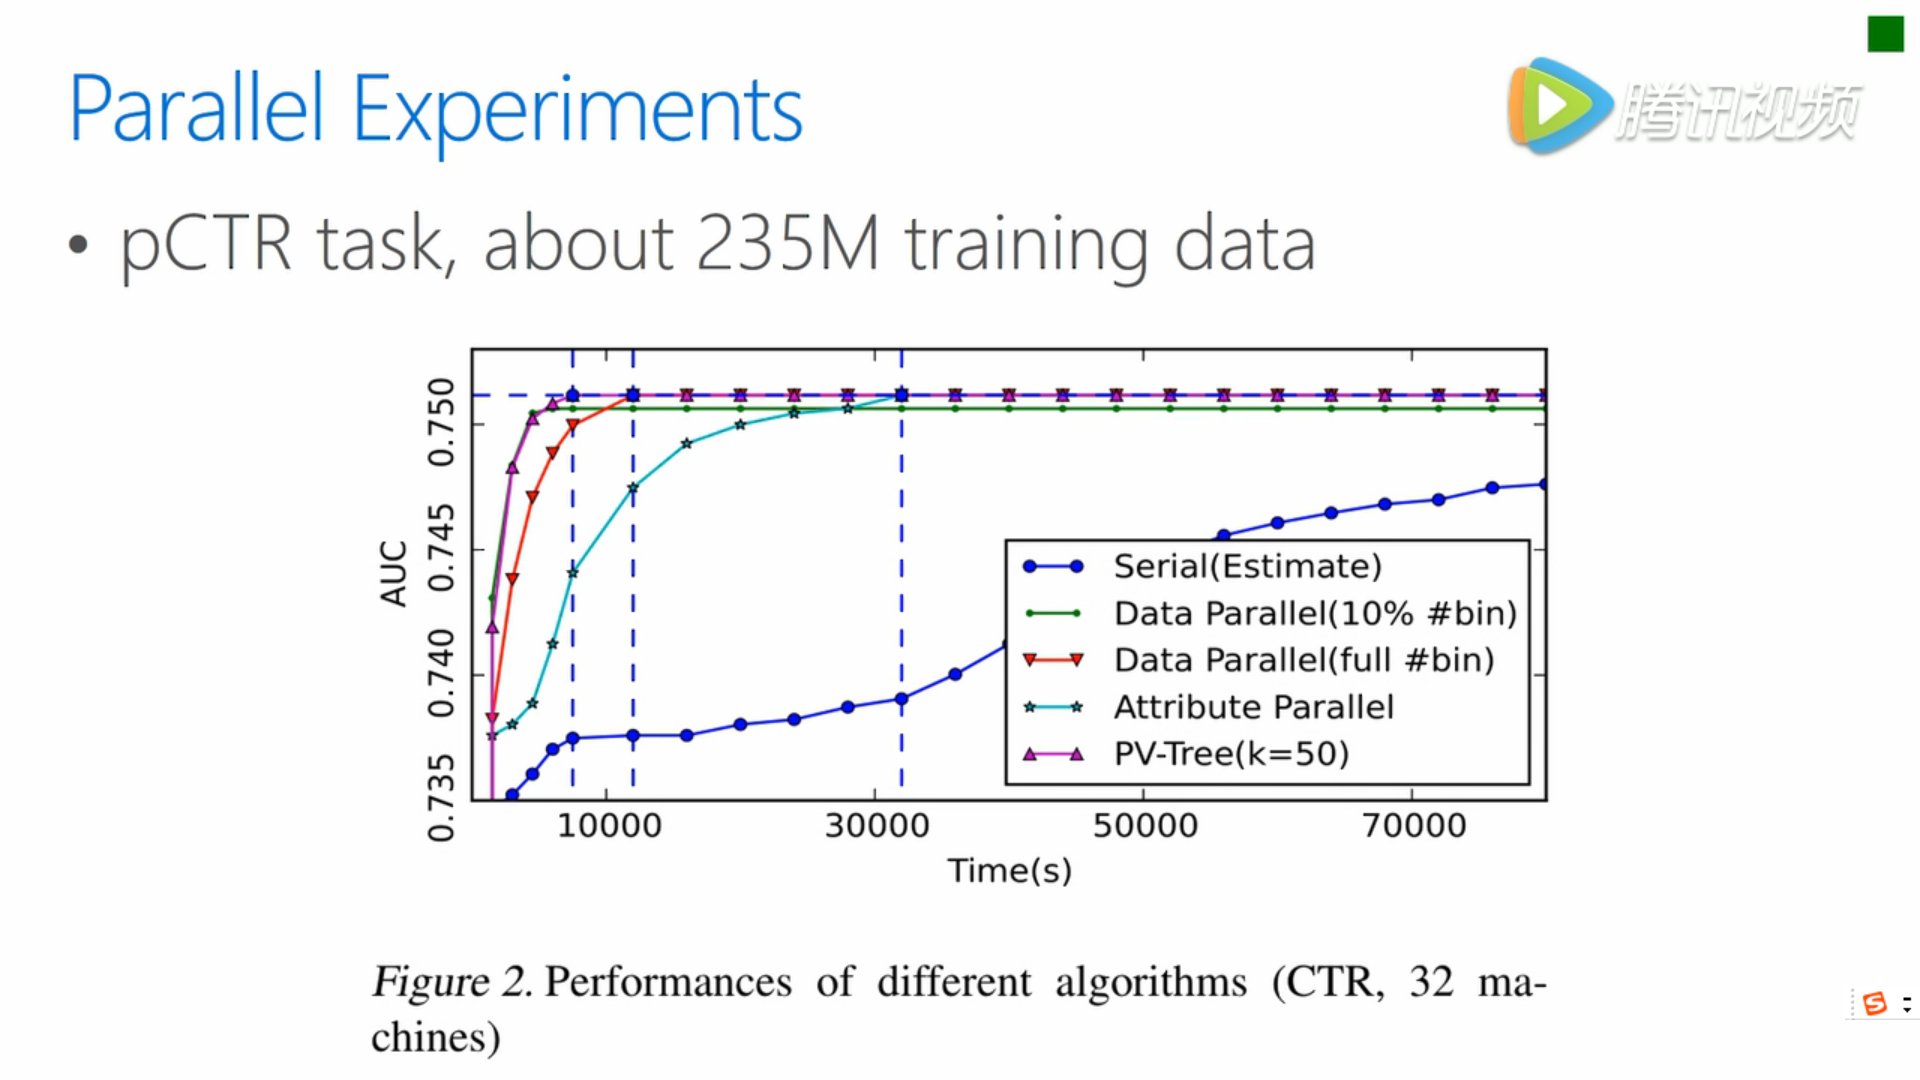 Parallel Experiments
腾讯视频
• pCTR task, about 235M training data
0.750
0.745
0.740
0.735
AUC
Serial(Estimate)
Data Parallel(10% #bin)
Data Parallel(full #bin)
Attribute Parallel
PV-Tree(k=50)
10000 30000 50000 70000
Time(s)
Figure 2. Performances of different algorithms (CTR, 32 ma-
chines)
S